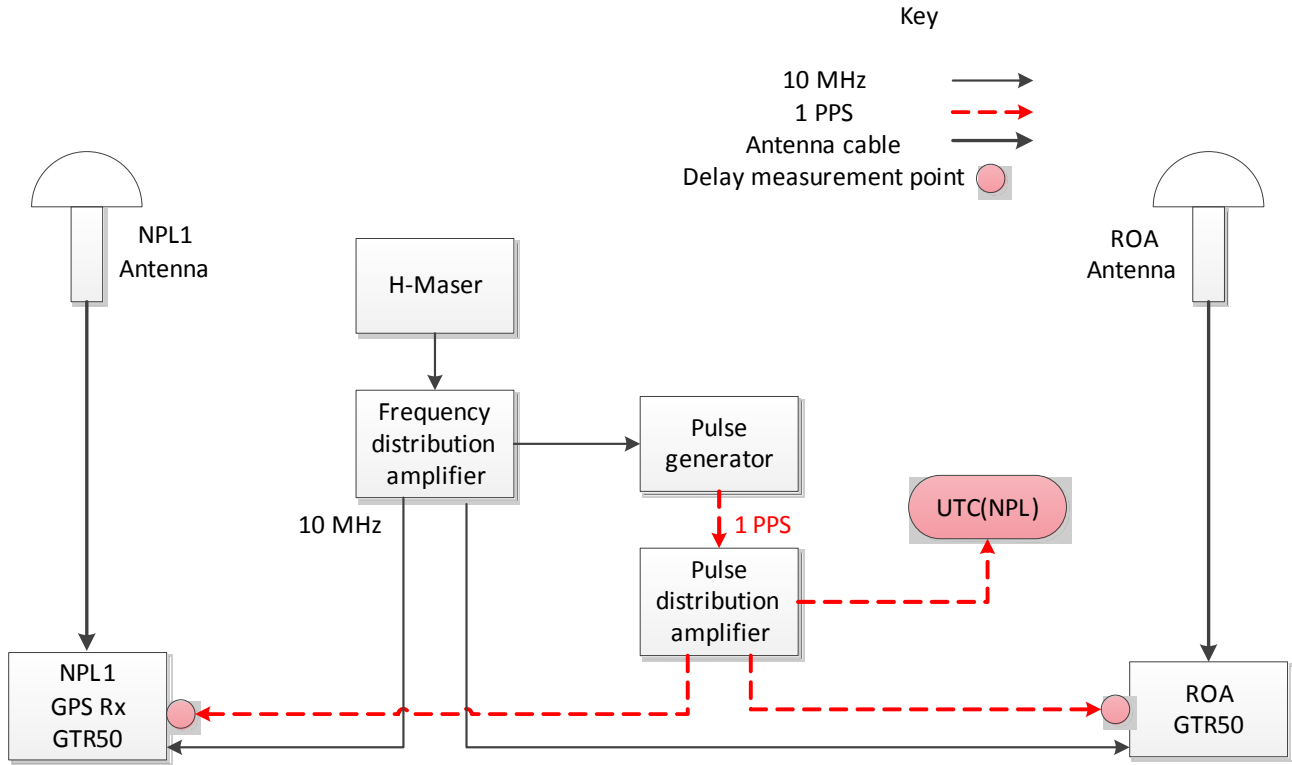 Key
10 MHz
1 PPS
Antenna cable
Delay measurement point
NPL1
Antenna
ROA
Antenna
H-Maser
Frequency
distribution
amplifier
Pulse
generator
UTC(NPL)
10 MHz
1 PPS
Pulse
distribution
amplifier
NPL1
GPS Rx
GTR50
ROA
GTR50